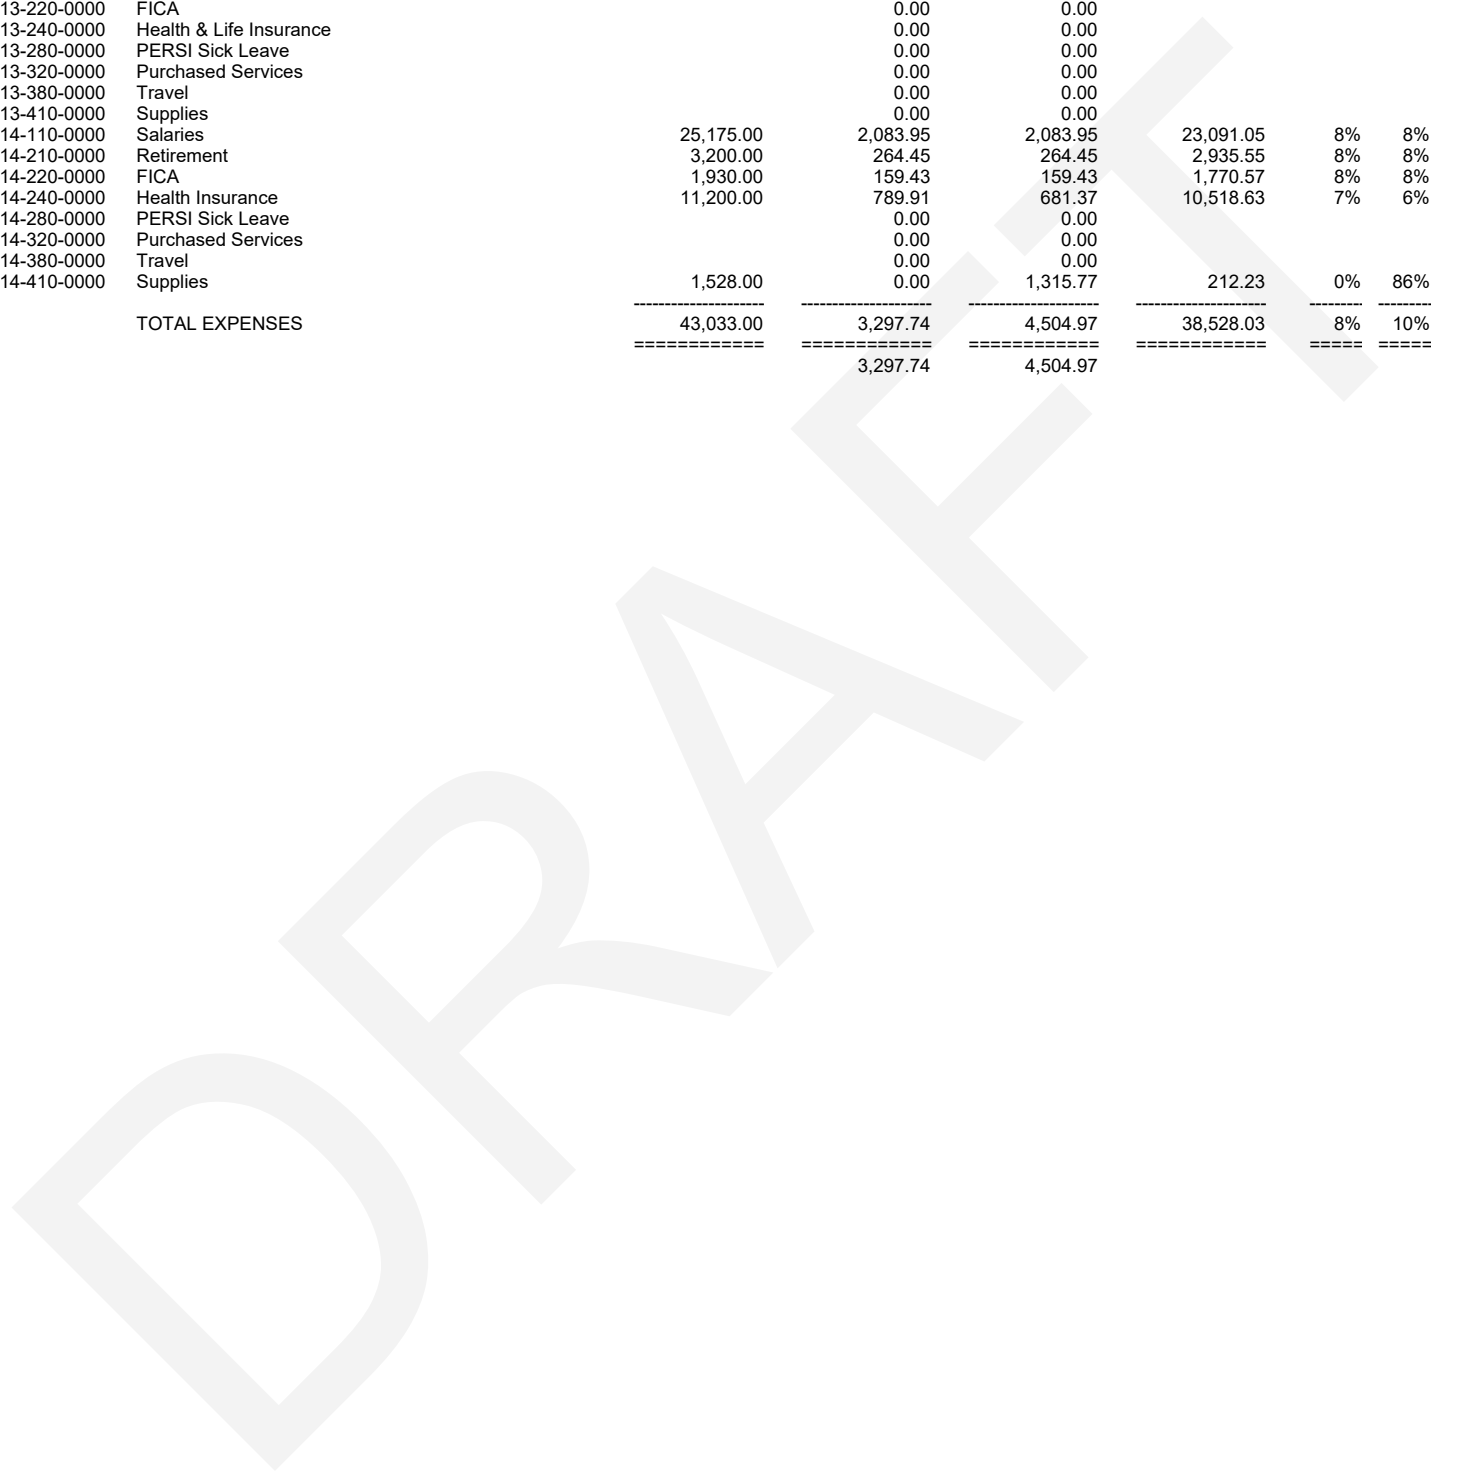 13-220-0000 FICA 0.00 0.00
13-240-0000 Health & Life Insurance 0.00 0.00
13-280-0000 PERSI Sick Leave 0.00 0.00
13-320-0000 Purchased Services 0.00 0.00
13-380-0000 Travel 0.00 0.00
13-410-0000 Supplies 0.00 0.00
14-110-0000 Salaries 25,175.00 2,083.95 2,083.95 23,091.05 8% 8%
14-210-0000 Retirement 3,200.00 264.45 264.45 2,935.55 8% 8%
14-220-0000 FICA 1,930.00 159.43 159.43 1,770.57 8% 8%
14-240-0000 Health Insurance 11,200.00 789.91 681.37 10,518.63 7% 6%
14-280-0000 PERSI Sick Leave 0.00 0.00
14-320-0000 Purchased Services 0.00 0.00
14-380-0000 Travel 0.00 0.00
14-410-0000 Supplies 1,528.00 0.00 1,315.77 212.23 0% 86%
--------------------- --------------------- --------------------- --------------------- -------- --------
TOTAL EXPENSES 43,033.00 3,297.74 4,504.97 38,528.03 8% 10%
============ ============ ============ ============ ===== =====
3,297.74 4,504.97
DRAFT